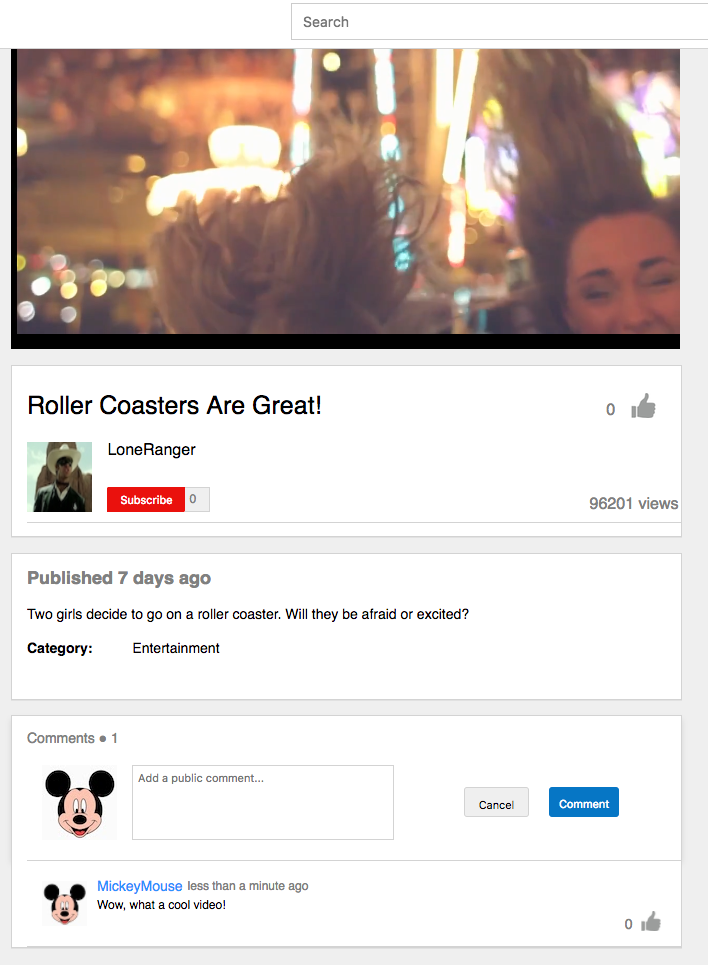 Search
Roller Coasters Are Great!
0
LoneRanger
Subscribe 0
96201 views
Published 7 days ago
Two girls decide to go on a roller coaster. Will they be afraid or excited?
Category: Entertainment
Comments ● 1
Add a public comment...
Cancel
Comment
MickeyMouse less than a minute ago
Wow, what a cool video!
0